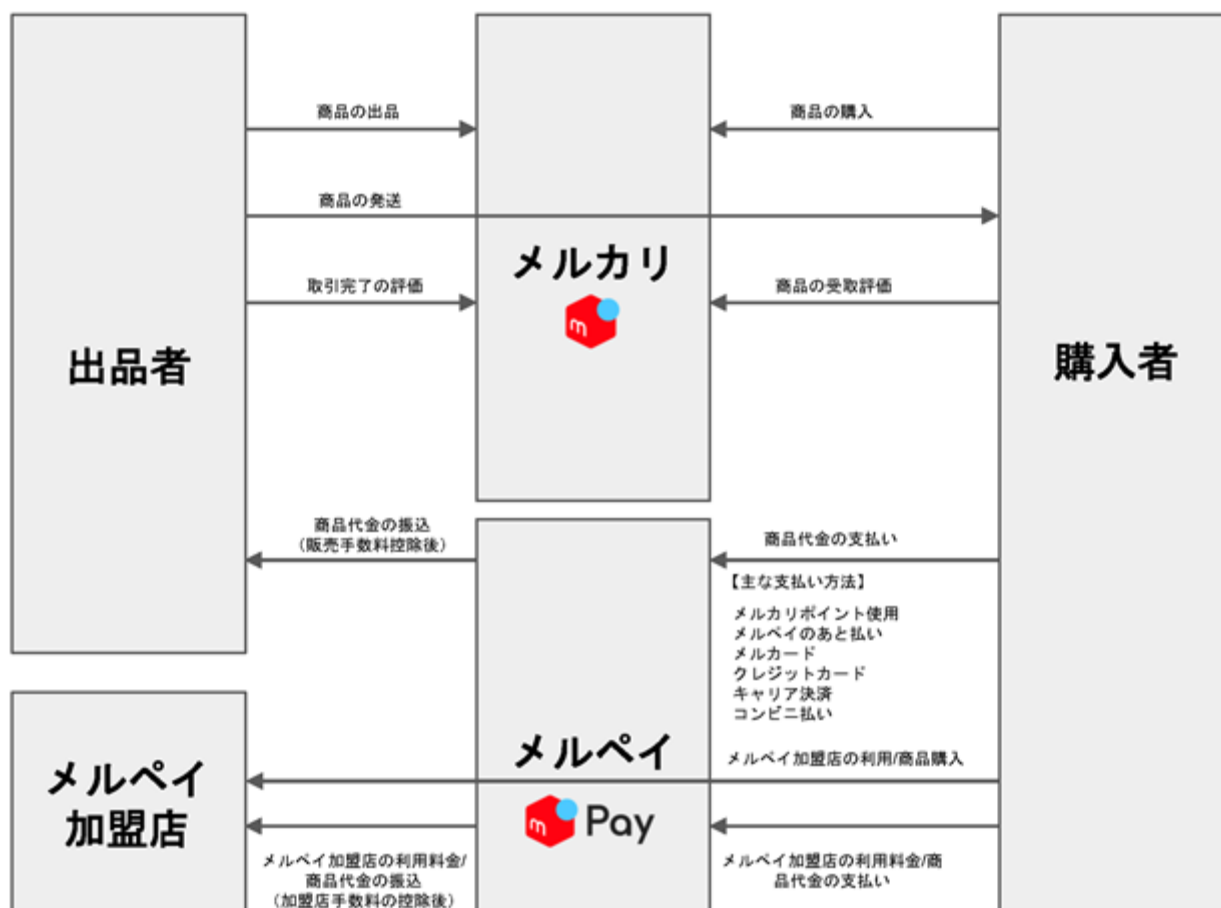 商品の出品
商品の購入
商品の発送
メルカリ
m
取引完了の評価
商品の受取評価
出品者
購入者
商品代金の振込
（販売手数料控除後）
商品代金の支払い
【主な支払い方法】
メルカリポイント使用
メルペイのあと払い
メルカード
クレジットカード
キャリア決済
コンビニ払い
メルペイ
加盟店
メルペイ
m Pay
メルペイ加盟店の利用/商品購入
メルペイ加盟店の利用料金/
商品代金の振込
（加盟店手数料の控除後）
メルペイ加盟店の利用料金/商
品代金の支払い